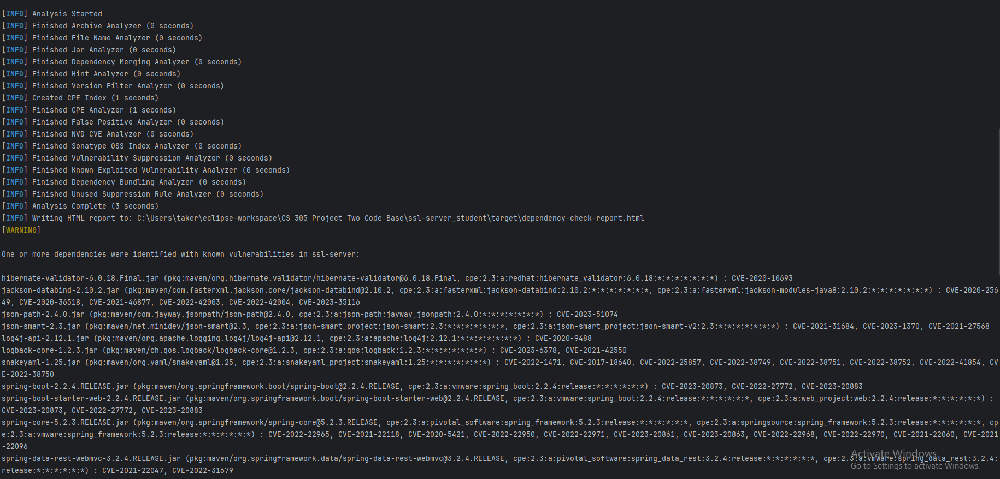 [INFO] Analysis Started
[INFO] Finished Archive Analyzer (0 seconds)
[INFO] Finished File Name Analyzer (0 seconds)
[INFO] Finished Jar Analyzer (0 seconds)
[INFO] Finished Dependency Merging Analyzer (0 seconds)
[INFO] Finished Hint Analyzer (0 seconds)
[INFO] Finished Version Filter Analyzer (0 seconds)
[INFO] Created CPE Index (1 seconds)
[INFO] Finished CPE Analyzer (1 seconds)
[INFO] Finished False Positive Analyzer (0 seconds)
[INFO] Finished NVD CVE Analyzer (0 seconds)
[INFO] Finished Sonatype OSS Index Analyzer (0 seconds)
[INFO] Finished Vulnerability Suppression Analyzer (0 seconds)
[INFO] Finished Known Exploited Vulnerability Analyzer (0 seconds)
[INFO] Finished Dependency Bundling Analyzer (0 seconds)
[INFO] Finished Unused Suppression Rule Analyzer (0 seconds)
[INFO] Analysis Complete (3 seconds)
[INFO] Writing HTML report to: C:\Users\taker\eclipse-workspace\CS 305 Project Two Code Base\ssl-server_student\target\dependency-check-report.html
[WARNING]
One or more dependencies were identified with known vulnerabilities in ssl-server:
hibernate-validator-6.0.18.Final.jar (pkg:maven/org.hibernate.validator/hibernate-validator@6.0.18.Final, cpe:2.3:a:redhat:hibernate_validator:6.0.18:*:*:*:*:*:*:*) : CVE-2020-10693
jackson-databind-2.10.2.jar (pkg:maven/com.fasterxml.jackson.core/jackson-databind@2.10.2, cpe:2.3:a:fasterxml:jackson-databind:2.10.2:*:*:*:*:*:*:*, cpe:2.3:a:fasterxml:jackson-modules-java8:2.10.2:*:*:*:*:*:*:*) : CVE-2020-256
49, CVE-2020-36518, CVE-2021-46877, CVE-2022-42003, CVE-2022-42004, CVE-2023-35116
json-path-2.4.0.jar (pkg:maven/com.jayway.jsonpath/json-path@2.4.0, cpe:2.3:a:json-path:jayway_jsonpath:2.4.0:*:*:*:*:*:*:*) : CVE-2023-51074
json-smart-2.3.jar (pkg:maven/net.minidev/json-smart@2.3, cpe:2.3:a:json-smart_project:json-smart:2.3:*:*:*:*:*:*:*, cpe:2.3:a:json-smart_project:json-smart-v2:2.3:*:*:*:*:*:*:*) : CVE-2021-31684, CVE-2023-1370, CVE-2021-27568
log4j-api-2.12.1.jar (pkg:maven/org.apache.logging.log4j/log4j-api@2.12.1, cpe:2.3:a:apache:log4j:2.12.1:*:*:*:*:*:*:*) : CVE-2020-9488
logback-core-1.2.3.jar (pkg:maven/ch.qos.logback/logback-core@1.2.3, cpe:2.3:a:qos:logback:1.2.3:*:*:*:*:*:*:*) : CVE-2023-6378, CVE-2021-42550
snakeyaml-1.25.jar (pkg:maven/org.yaml/snakeyaml@1.25, cpe:2.3:a:snakeyaml_project:snakeyaml:1.25:*:*:*:*:*:*:*) : CVE-2022-1471, CVE-2017-18640, CVE-2022-25857, CVE-2022-38749, CVE-2022-38751, CVE-2022-38752, CVE-2022-41854, CV
E-2022-38750
spring-boot-2.2.4.RELEASE.jar (pkg:maven/org.springframework.boot/spring-boot@2.2.4.RELEASE, cpe:2.3:a:vmware:spring_boot:2.2.4:release:*:*:*:*:*:*) : CVE-2023-20873, CVE-2022-27772, CVE-2023-20883
spring-boot-starter-web-2.2.4.RELEASE.jar (pkg:maven/org.springframework.boot/spring-boot-starter-web@2.2.4.RELEASE, cpe:2.3:a:vmware:spring_boot:2.2.4:release:*:*:*:*:*:*, cpe:2.3:a:web_project:web:2.2.4:release:*:*:*:*:*:*) :
CVE-2023-20873, CVE-2022-27772, CVE-2023-20883
spring-core-5.2.3.RELEASE.jar (pkg:maven/org.springframework/spring-core@5.2.3.RELEASE, cpe:2.3:a:pivotal_software:spring_framework:5.2.3:release:*:*:*:*:*:*, cpe:2.3:a:springsource:spring_framework:5.2.3:release:*:*:*:*:*:*, cp
e:2.3:a:vmware:spring_framework:5.2.3:release:*:*:*:*:*:*) : CVE-2022-22965, CVE-2021-22118, CVE-2020-5421, CVE-2022-22950, CVE-2022-22971, CVE-2023-20861, CVE-2023-20863, CVE-2022-22968, CVE-2022-22970, CVE-2021-22060, CVE-2021
-22096
spring-data-rest-webmvc-3.2.4.RELEASE.jar (pkg:maven/org.springframework.data/spring-data-rest-webmvc@3.2.4.RELEASE, cpe:2.3:a:pivotal_software:spring_data_rest:3.2.4:release:*:*:*:*:*:*, cpe:2.3:a:vmware:spring_data_rest:3.2.4:
release:*:*:*:*:*:*) : CVE-2021-22047, CVE-2022-31679
Activate Windows
Go to Settings to activate Windows.